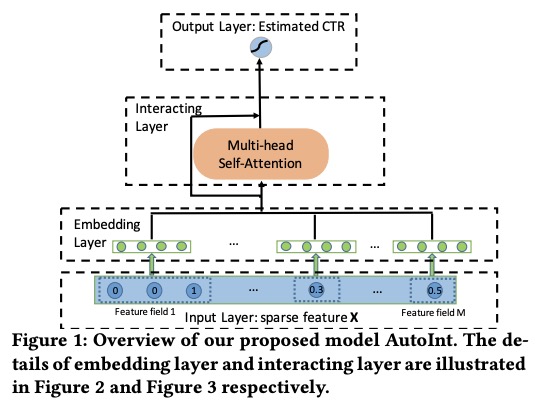 Output Layer: Estimated CTR
Interacting
Layer
Multi-head
Self-Attention
Embedding
Layer
... ...
0 0 1 ... 0.3 ... 0.5
Feature field 1 Feature field M
Input Layer: sparse feature X
Figure 1: Overview of our proposed model AutoInt. The de-
tails of embedding layer and interacting layer are illustrated
in Figure 2 and Figure 3 respectively.